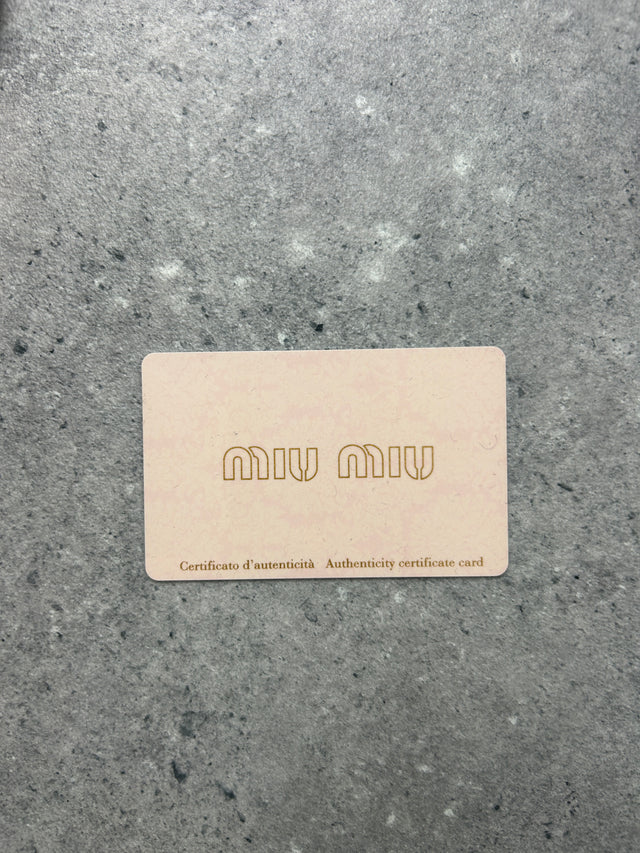 miu miu
Certificato d'autenticità Authenticity certificate card